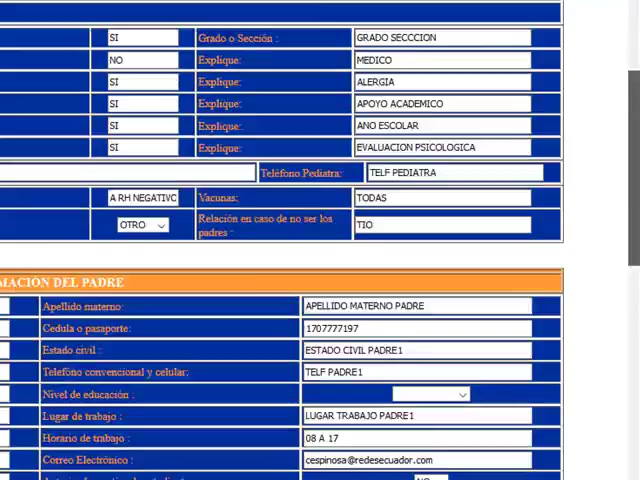 SI Grado o Sección : GRADO SECCCION
NO Explique: MEDICO
SI Explique: ALERGIA
SI Explique: APOYO ACADEMICO
SI Explique: ANO ESCOLAR
SI Explique: EVALUACION PSICOLOGICA
Teléfono Pediatra: TELF PEDIATRA
A RH NEGATIVO Vacunas: TODAS
OTRO Relación en caso de no ser los padres : TIO
MACIÓN DEL PADRE
Apellido materno: APELLIDO MATERNO PADRE
Cedula o pasaporte: 1707777197
Estado civil : ESTADO CIVIL PADRE1
Telefóno convencional y celular: TELF PADRE1
Nivel de educación :
Lugar de trabajo : LUGAR TRABAJO PADRE1
Horario de trabajo : 08 A 17
Correo Electrónico : cespinosa@redesecuador.com